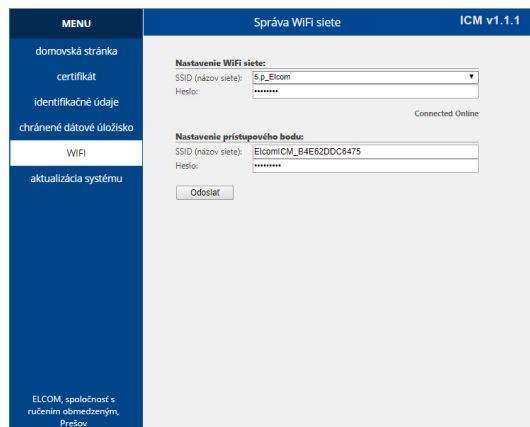 MENU
Správa WiFi siete
ICM v1.1.1
domovská stránka
certifikát
identifikačné údaje
chránené dátové úložisko
WIFI
aktualizácia systému
Nastavenie WiFi siete:
SSID (názov siete): 5.p_Elcom
Heslo: ••••••••
Connected Online
Nastavenie prístupového bodu:
SSID (názov siete): ElcomICM_B4E62DDC6475
Heslo: •••••••••
Odoslať
ELCOM, spoločnosť s
ručením obmedzeným,
Prešov